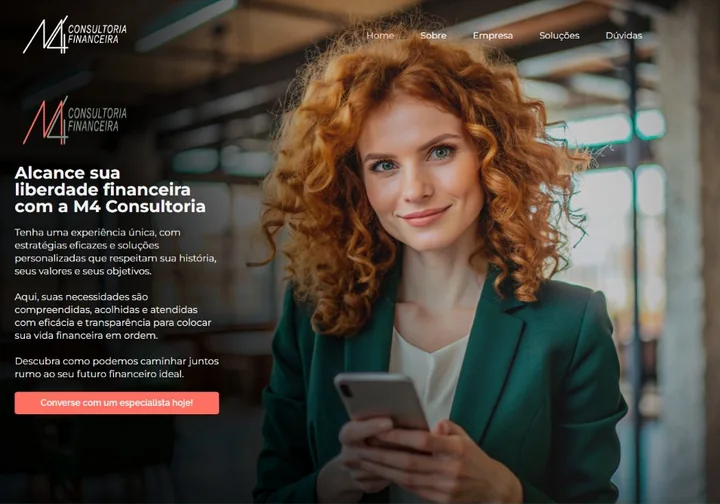 M4 CONSULTORIA
FINANCEIRA
Home Sobre Empresa Soluções Dúvidas
M4 CONSULTORIA
FINANCEIRA
Alcance sua
liberdade financeira
com a M4 Consultoria
Tenha uma experiência única, com
estratégias eficazes e soluções
personalizadas que respeitam sua história,
seus valores e seus objetivos.
Aqui, suas necessidades são
compreendidas, acolhidas e atendidas
com eficácia e transparência para colocar
sua vida financeira em ordem.
Descubra como podemos caminhar juntos
rumo ao seu futuro financeiro ideal.
Converse com um especialista hoje!